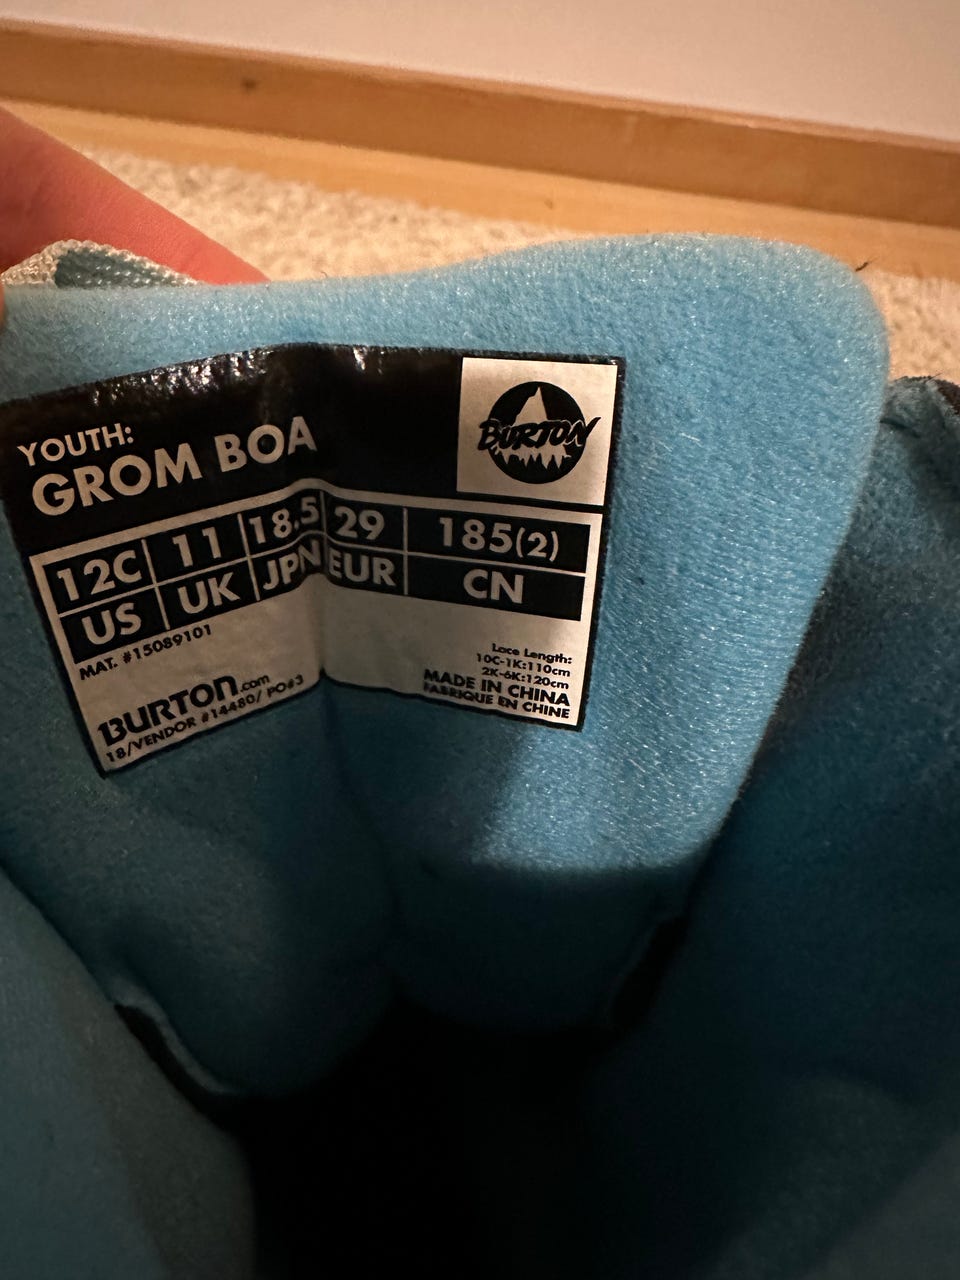 YOUTH:
GROM BOA
BURTON
12C 11 18.5 29 185(2)
US UK JPN EUR CN
MAT. #15089101
BURTON.com
18/VENDOR #14480/ PO#3
Lace Length:
10C-1K:110cm
2K-6K:120cm
MADE IN CHINA
FABRIQUE EN CHINE